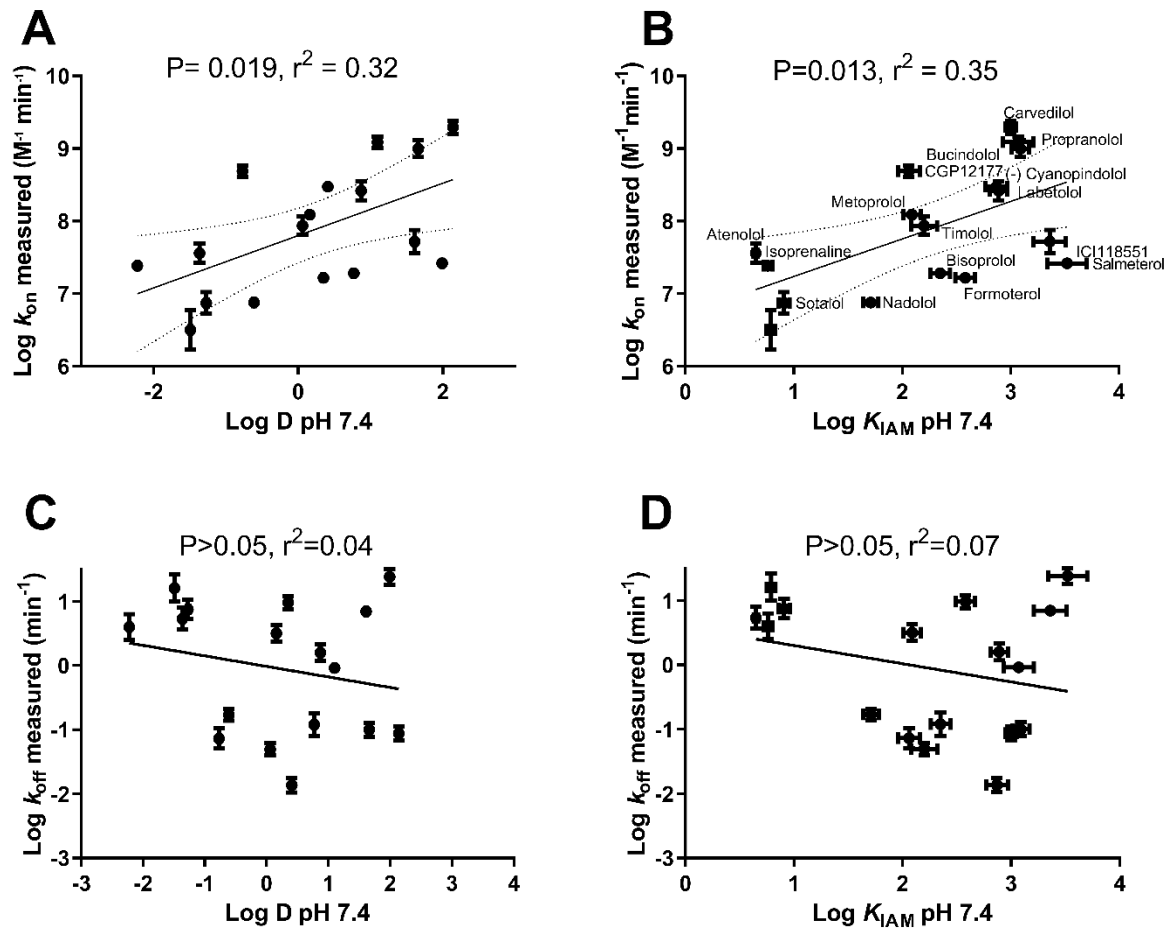 A
P= 0.019, r² = 0.32
Log kon measured (M⁻¹ min⁻¹)
10
9
8
7
6
-2
0
2
Log D pH 7.4
B
P=0.013, r² = 0.35
Log kon measured (M⁻¹min⁻¹)
10
9
8
7
6
Carvedilol
Propranolol
Bucindolol
CGP12177
(-) Cyanopindolol
Labetolol
Metoprolol
Timolol
Atenolol
Isoprenaline
ICI118551
Salmeterol
Bisoprolol
Formoterol
Sotalol
Nadolol
0
1
2
3
4
Log KIAM pH 7.4
C
P>0.05, r²=0.04
Log koff measured (min⁻¹)
1
0
-1
-2
-3
-3
-2
-1
0
1
2
3
4
Log D pH 7.4
D
P>0.05, r²=0.07
Log koff measured (min⁻¹)
1
0
-1
-2
-3
0
1
2
3
4
Log KIAM pH 7.4